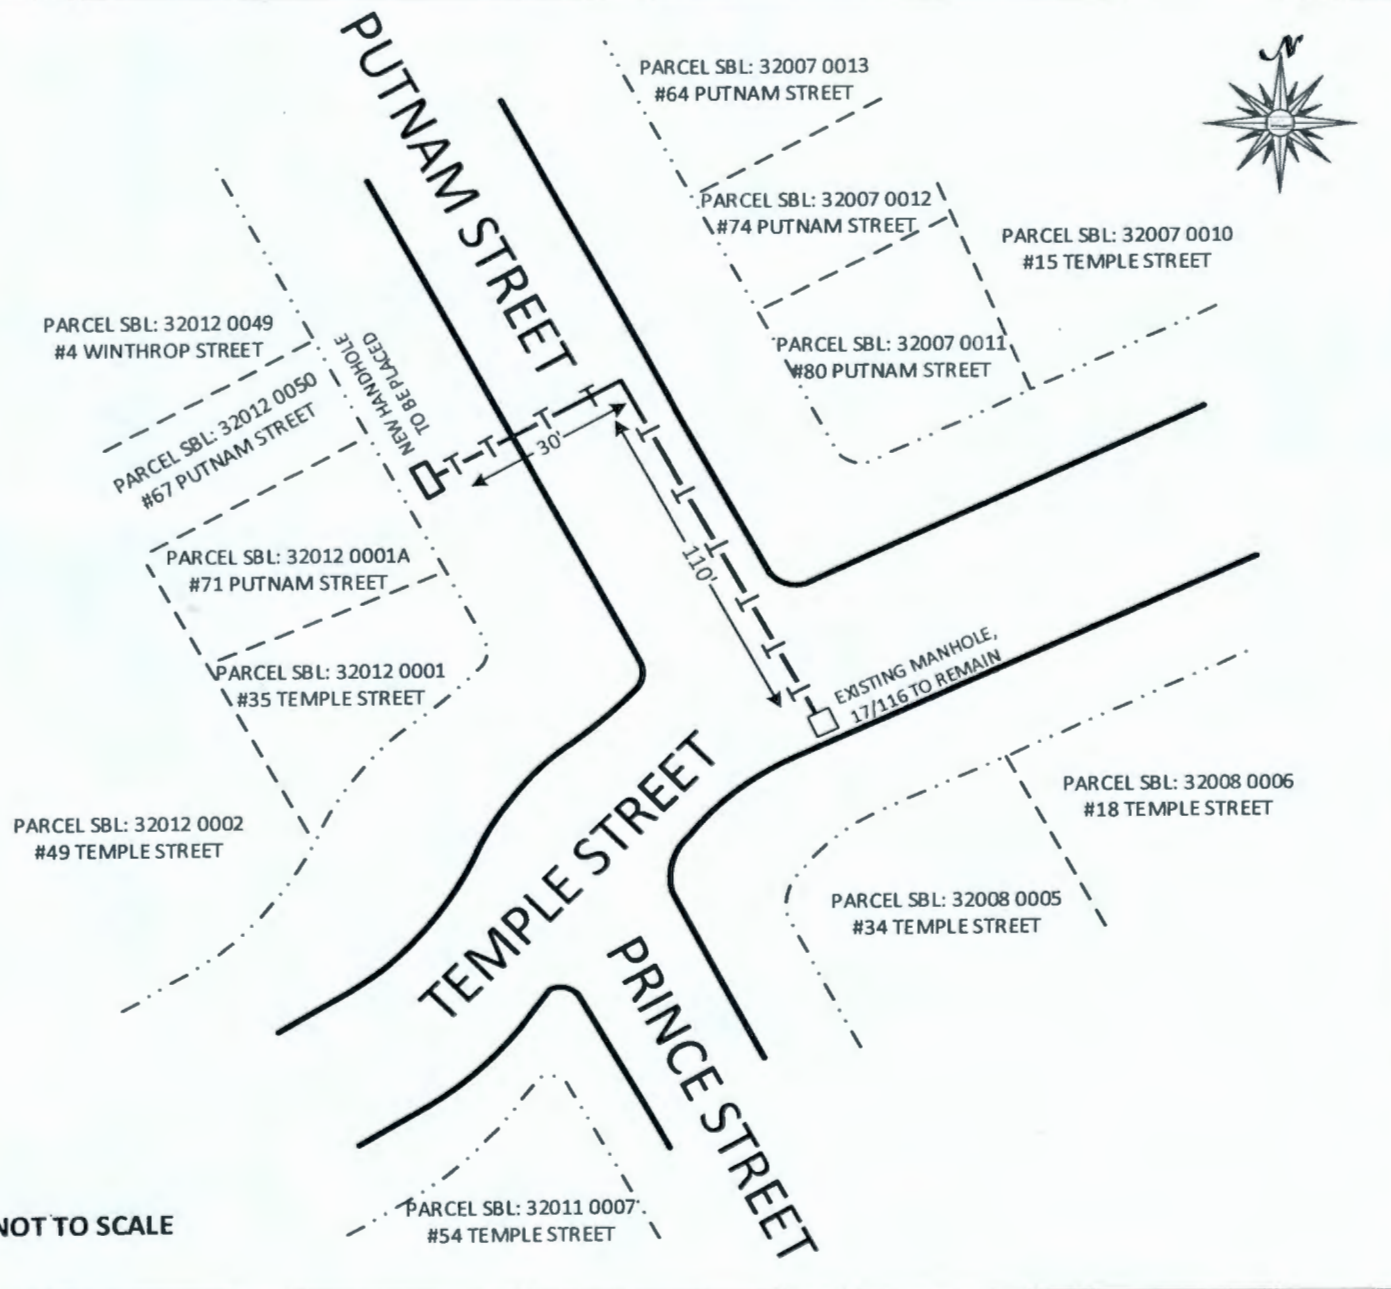 PUTNAM STREET
PARCEL SBL: 32007 0013
#64 PUTNAM STREET
N
PARCEL SBL: 32007 0012
#74 PUTNAM STREET
PARCEL SBL: 32007 0010
#15 TEMPLE STREET
PARCEL SBL: 32012 0049
#4 WINTHROP STREET
NEW HANDHOLE
TO BE PLACED
PARCEL SBL: 32007 0011
#80 PUTNAM STREET
PARCEL SBL: 32012 0050
#67 PUTNAM STREET
T T T T
30'
T T T T T T
110'
PARCEL SBL: 32012 0001A
#71 PUTNAM STREET
PARCEL SBL: 32012 0001
#35 TEMPLE STREET
EXISTING MANHOLE,
17/116 TO REMAIN
PARCEL SBL: 32012 0002
#49 TEMPLE STREET
TEMPLE STREET
PARCEL SBL: 32008 0006
#18 TEMPLE STREET
PARCEL SBL: 32008 0005
#34 TEMPLE STREET
PRINCE STREET
PARCEL SBL: 32011 0007
#54 TEMPLE STREET
NOT TO SCALE